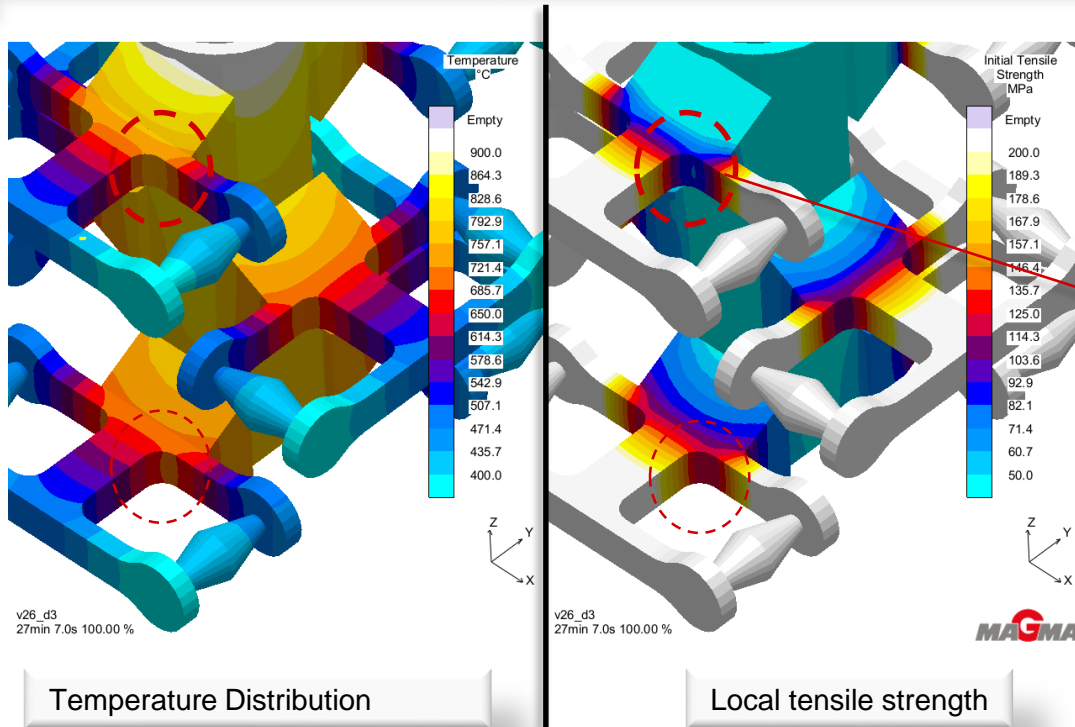 Temperature
°C
Empty
900.0
864.3
828.6
792.9
757.1
721.4
685.7
650.0
614.3
578.6
542.9
507.1
471.4
435.7
400.0
Z
Y
X
v26_d3
27min 7.0s 100.00 %
Temperature Distribution
Initial Tensile
Strength
MPa
Empty
200.0
189.3
178.6
167.9
157.1
146.4
135.7
125.0
114.3
103.6
92.9
82.1
71.4
60.7
50.0
Z
Y
X
v26_d3
27min 7.0s 100.00 %
MAGMA
Local tensile strength